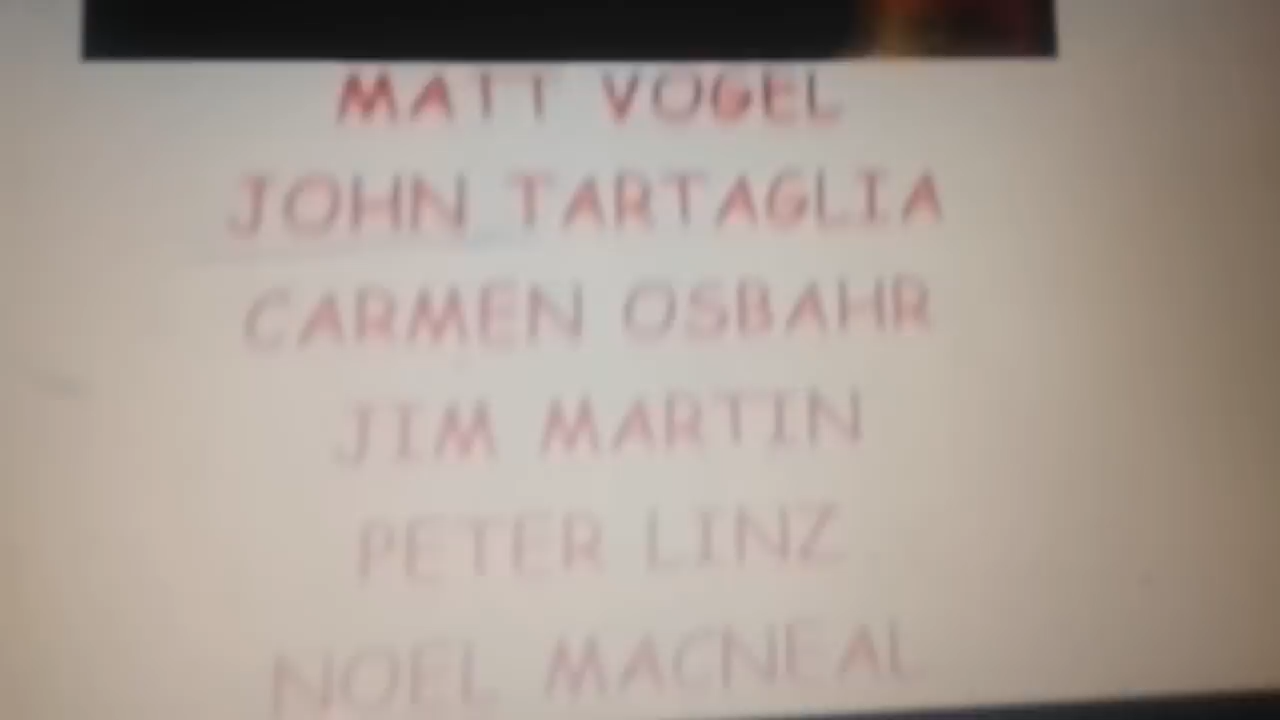 MATT VOGEL
JOHN TARTAGLIA
CARMEN OSBAHR
JIM MARTIN
PETER LINZ
NOEL MACNEAL